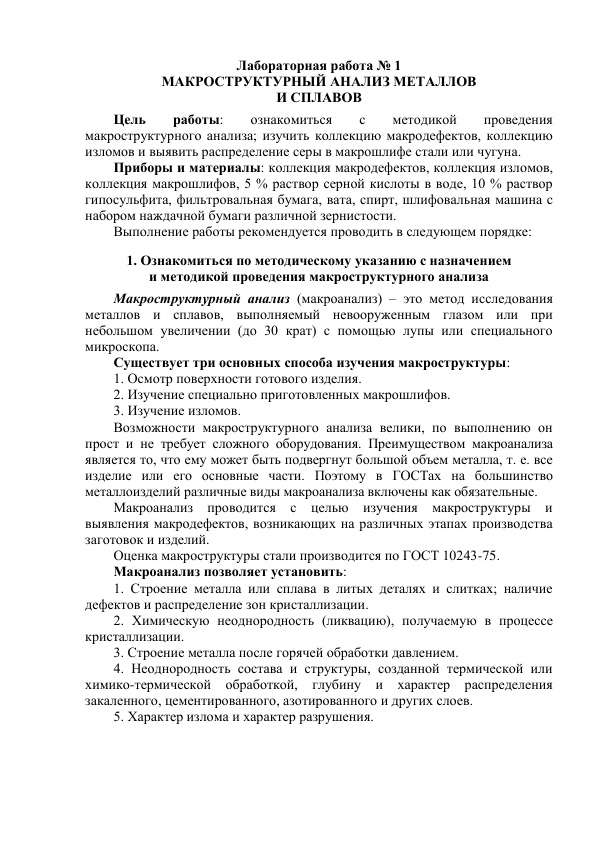 Лабораторная работа № 1
МАКРОСТРУКТУРНЫЙ АНАЛИЗ МЕТАЛЛОВ
И СПЛАВОВ
Цель работы: ознакомиться с методикой проведения
макроструктурного анализа; изучить коллекцию макродефектов, коллекцию
изломов и выявить распределение серы в макрошлифе стали или чугуна.
Приборы и материалы: коллекция макродефектов, коллекция изломов,
коллекция макрошлифов, 5 % раствор серной кислоты в воде, 10 % раствор
гипосульфита, фильтровальная бумага, вата, спирт, шлифовальная машина с
набором наждачной бумаги различной зернистости.
Выполнение работы рекомендуется проводить в следующем порядке:
1. Ознакомиться по методическому указанию с назначением
и методикой проведения макроструктурного анализа
Макроструктурный анализ (макроанализ) – это метод исследования
металлов и сплавов, выполняемый невооруженным глазом или при
небольшом увеличении (до 30 крат) с помощью лупы или специального
микроскопа.
Существует три основных способа изучения макроструктуры:
1. Осмотр поверхности готового изделия.
2. Изучение специально приготовленных макрошлифов.
3. Изучение изломов.
Возможности макроструктурного анализа велики, по выполнению он
прост и не требует сложного оборудования. Преимуществом макроанализа
является то, что ему может быть подвергнут большой объем металла, т. е. все
изделие или его основные части. Поэтому в ГОСТах на большинство
металлоизделий различные виды макроанализа включены как обязательные.
Макроанализ проводится с целью изучения макроструктуры и
выявления макродефектов, возникающих на различных этапах производства
заготовок и изделий.
Оценка макроструктуры стали производится по ГОСТ 10243-75.
Макроанализ позволяет установить:
1. Строение металла или сплава в литых деталях и слитках; наличие
дефектов и распределение зон кристаллизации.
2. Химическую неоднородность (ликвацию), получаемую в процессе
кристаллизации.
3. Строение металла после горячей обработки давлением.
4. Неоднородность состава и структуры, созданной термической или
химико-термической обработкой, глубину и характер распределения
закаленного, цементированного, азотированного и других слоев.
5. Характер излома и характер разрушения.